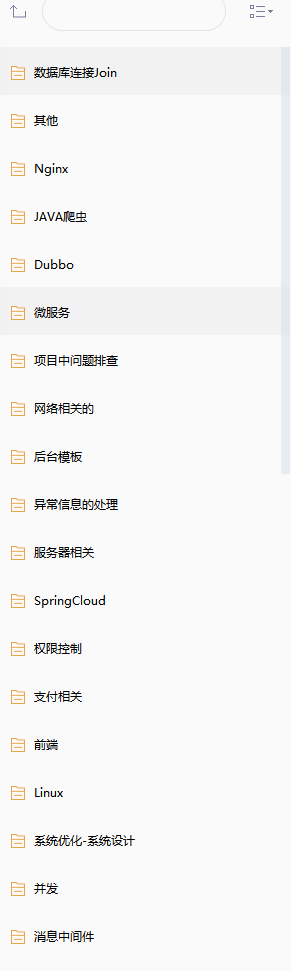 数据库连接Join
其他
Nginx
JAVA爬虫
Dubbo
微服务
项目中问题排查
网络相关的
后台模板
异常信息的处理
服务器相关
SpringCloud
权限控制
支付相关
前端
Linux
系统优化-系统设计
并发
消息中间件